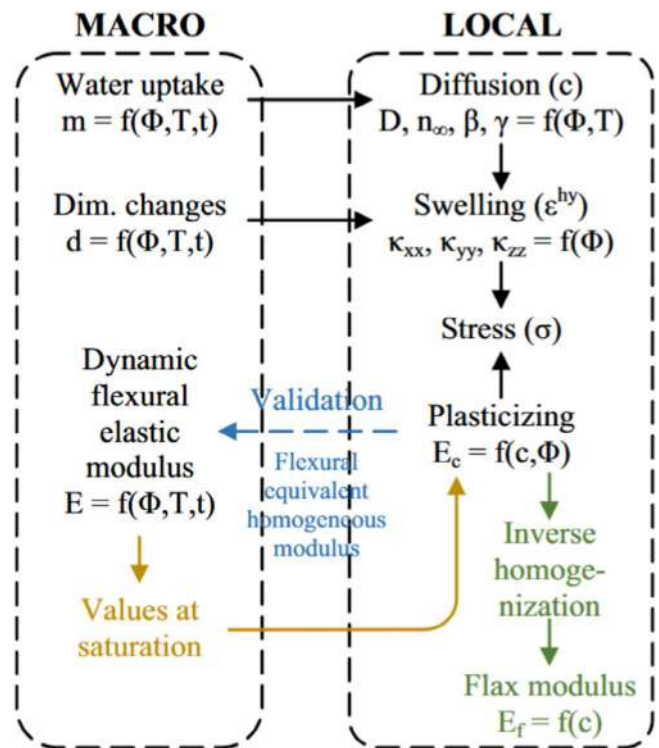 MACRO
Water uptake
m = f(Φ,T,t)
Dim. changes
d = f(Φ,T,t)
Dynamic
flexural
elastic
modulus
E = f(Φ,T,t)
Values at
saturation
Validation
Flexural
equivalent
homogeneous
modulus
LOCAL
Diffusion (c)
D, n∞, β, γ = f(Φ,T)
Swelling (εʰʸ)
κxx, κyy, κzz = f(Φ)
Stress (σ)
Plasticizing
Ec = f(c,Φ)
Inverse
homoge-
nization
Flax modulus
Ef = f(c)